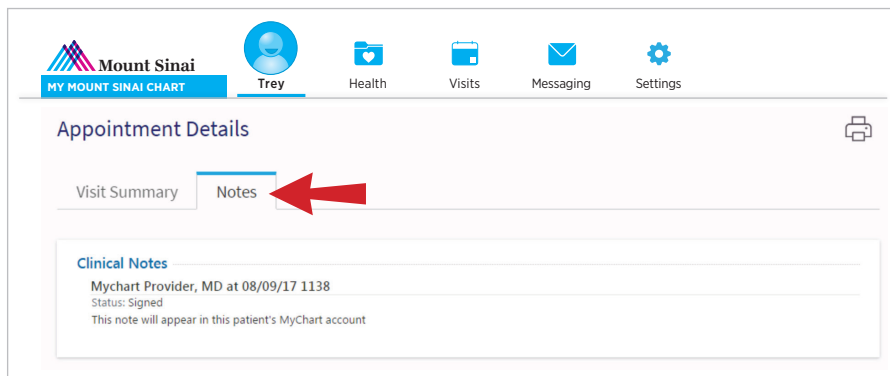 Mount Sinai
MY MOUNT SINAI CHART
Trey
Health
Visits
Messaging
Settings
Appointment Details
Visit Summary
Notes
Clinical Notes
Mychart Provider, MD at 08/09/17 1138
Status: Signed
This note will appear in this patient's MyChart account